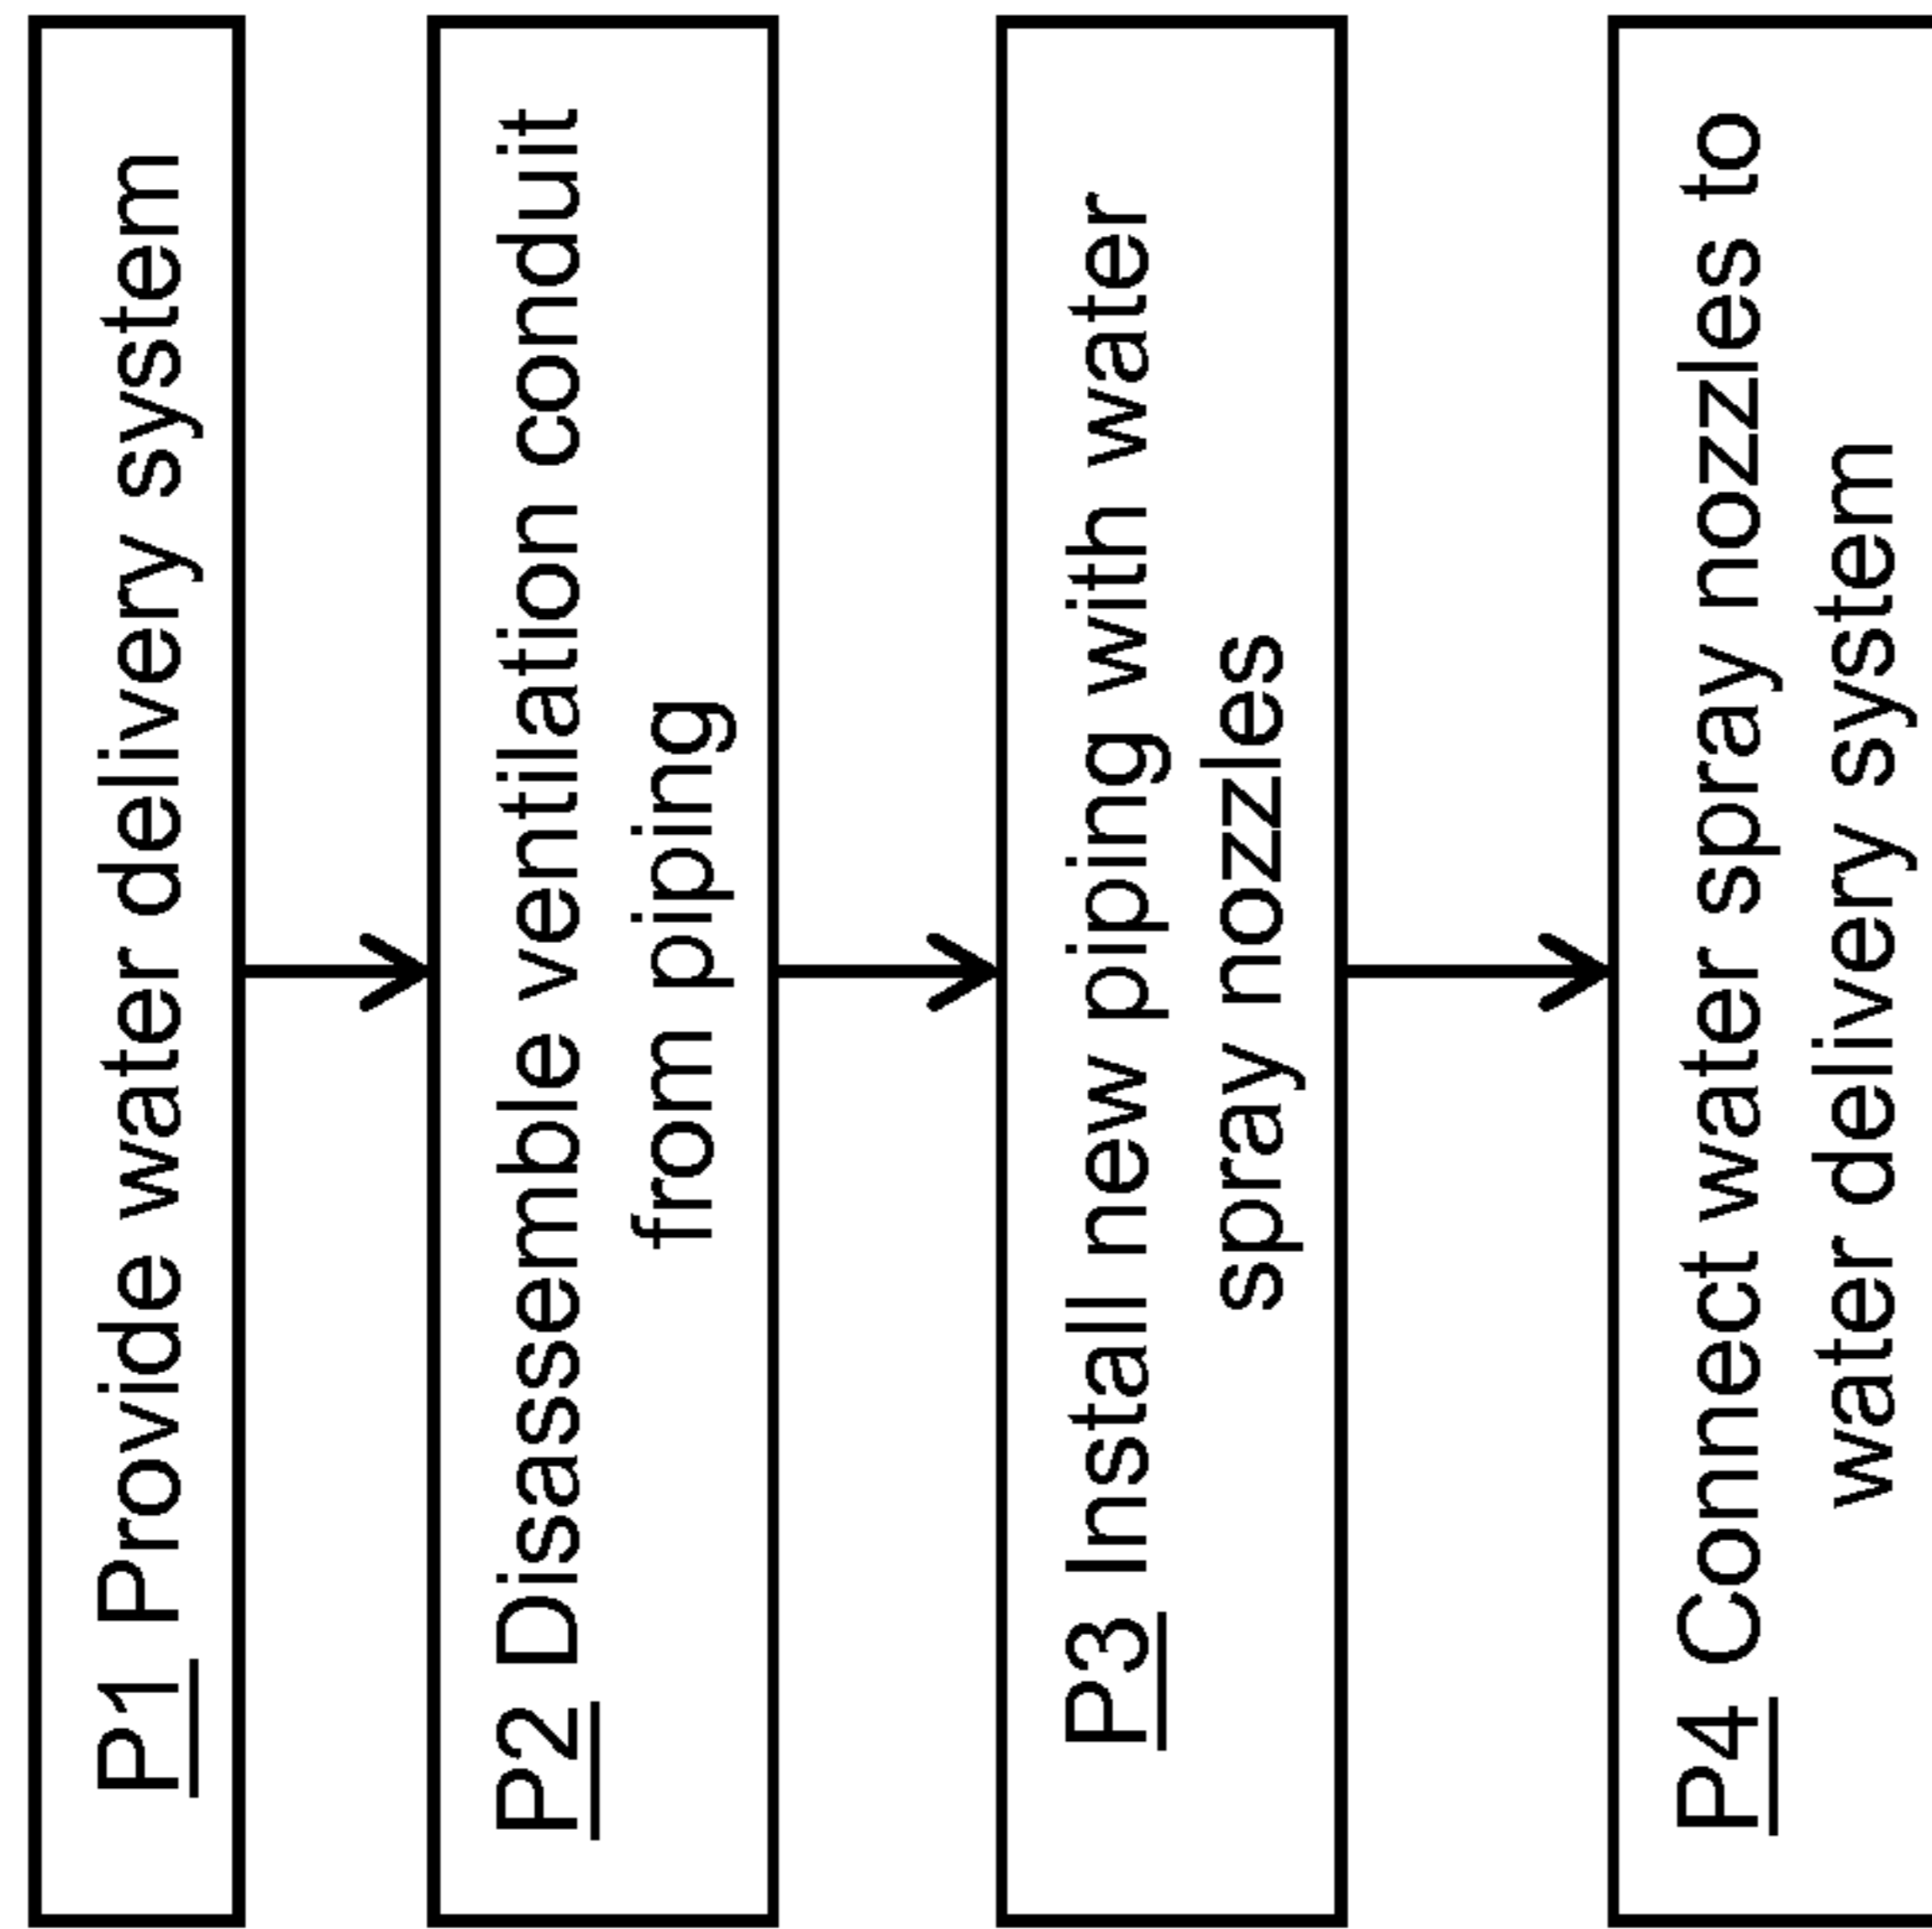 P1 Provide water delivery system
P2 Disassemble ventilation conduit
from piping
P3 Install new piping with water
spray nozzles
P4 Connect water spray nozzles to
water delivery system